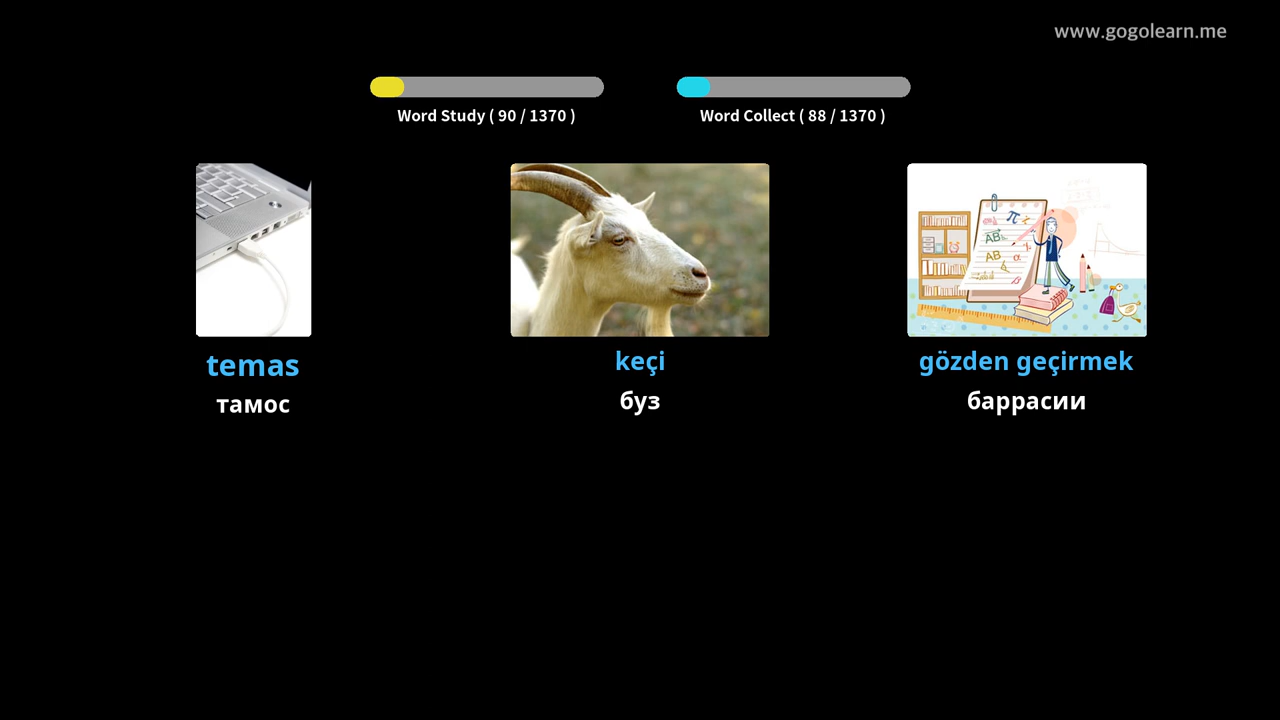 www.gogolearn.me
Word Study ( 90 / 1370 )
Word Collect ( 88 / 1370 )
temas
keçi
gözden geçirmek
тамос
буз
баррасии